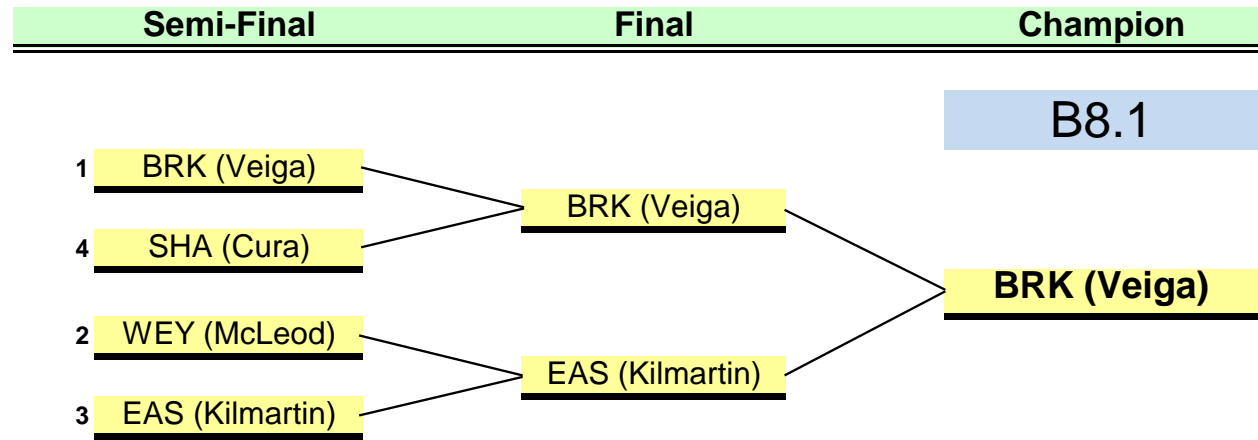 Semi-Final Final Champion
B8.1
1 BRK (Veiga)
BRK (Veiga)
4 SHA (Cura)
BRK (Veiga)
2 WEY (McLeod)
EAS (Kilmartin)
3 EAS (Kilmartin)